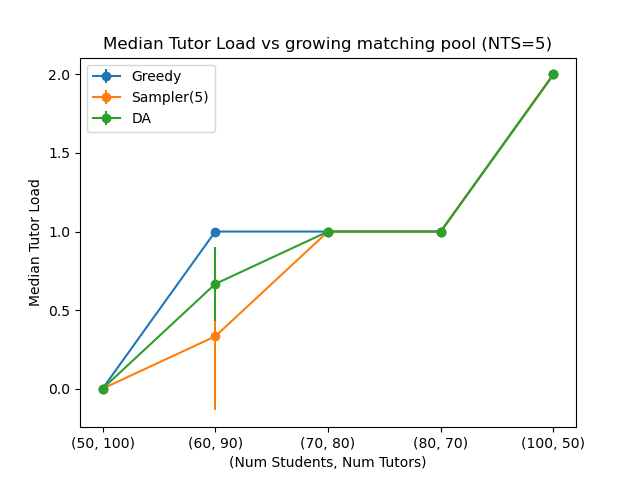 Median Tutor Load vs growing matching pool (NTS=5)
Greedy
Sampler(5)
DA
2.0
1.5
1.0
0.5
0.0
Median Tutor Load
(50, 100)
(60, 90)
(70, 80)
(80, 70)
(100, 50)
(Num Students, Num Tutors)